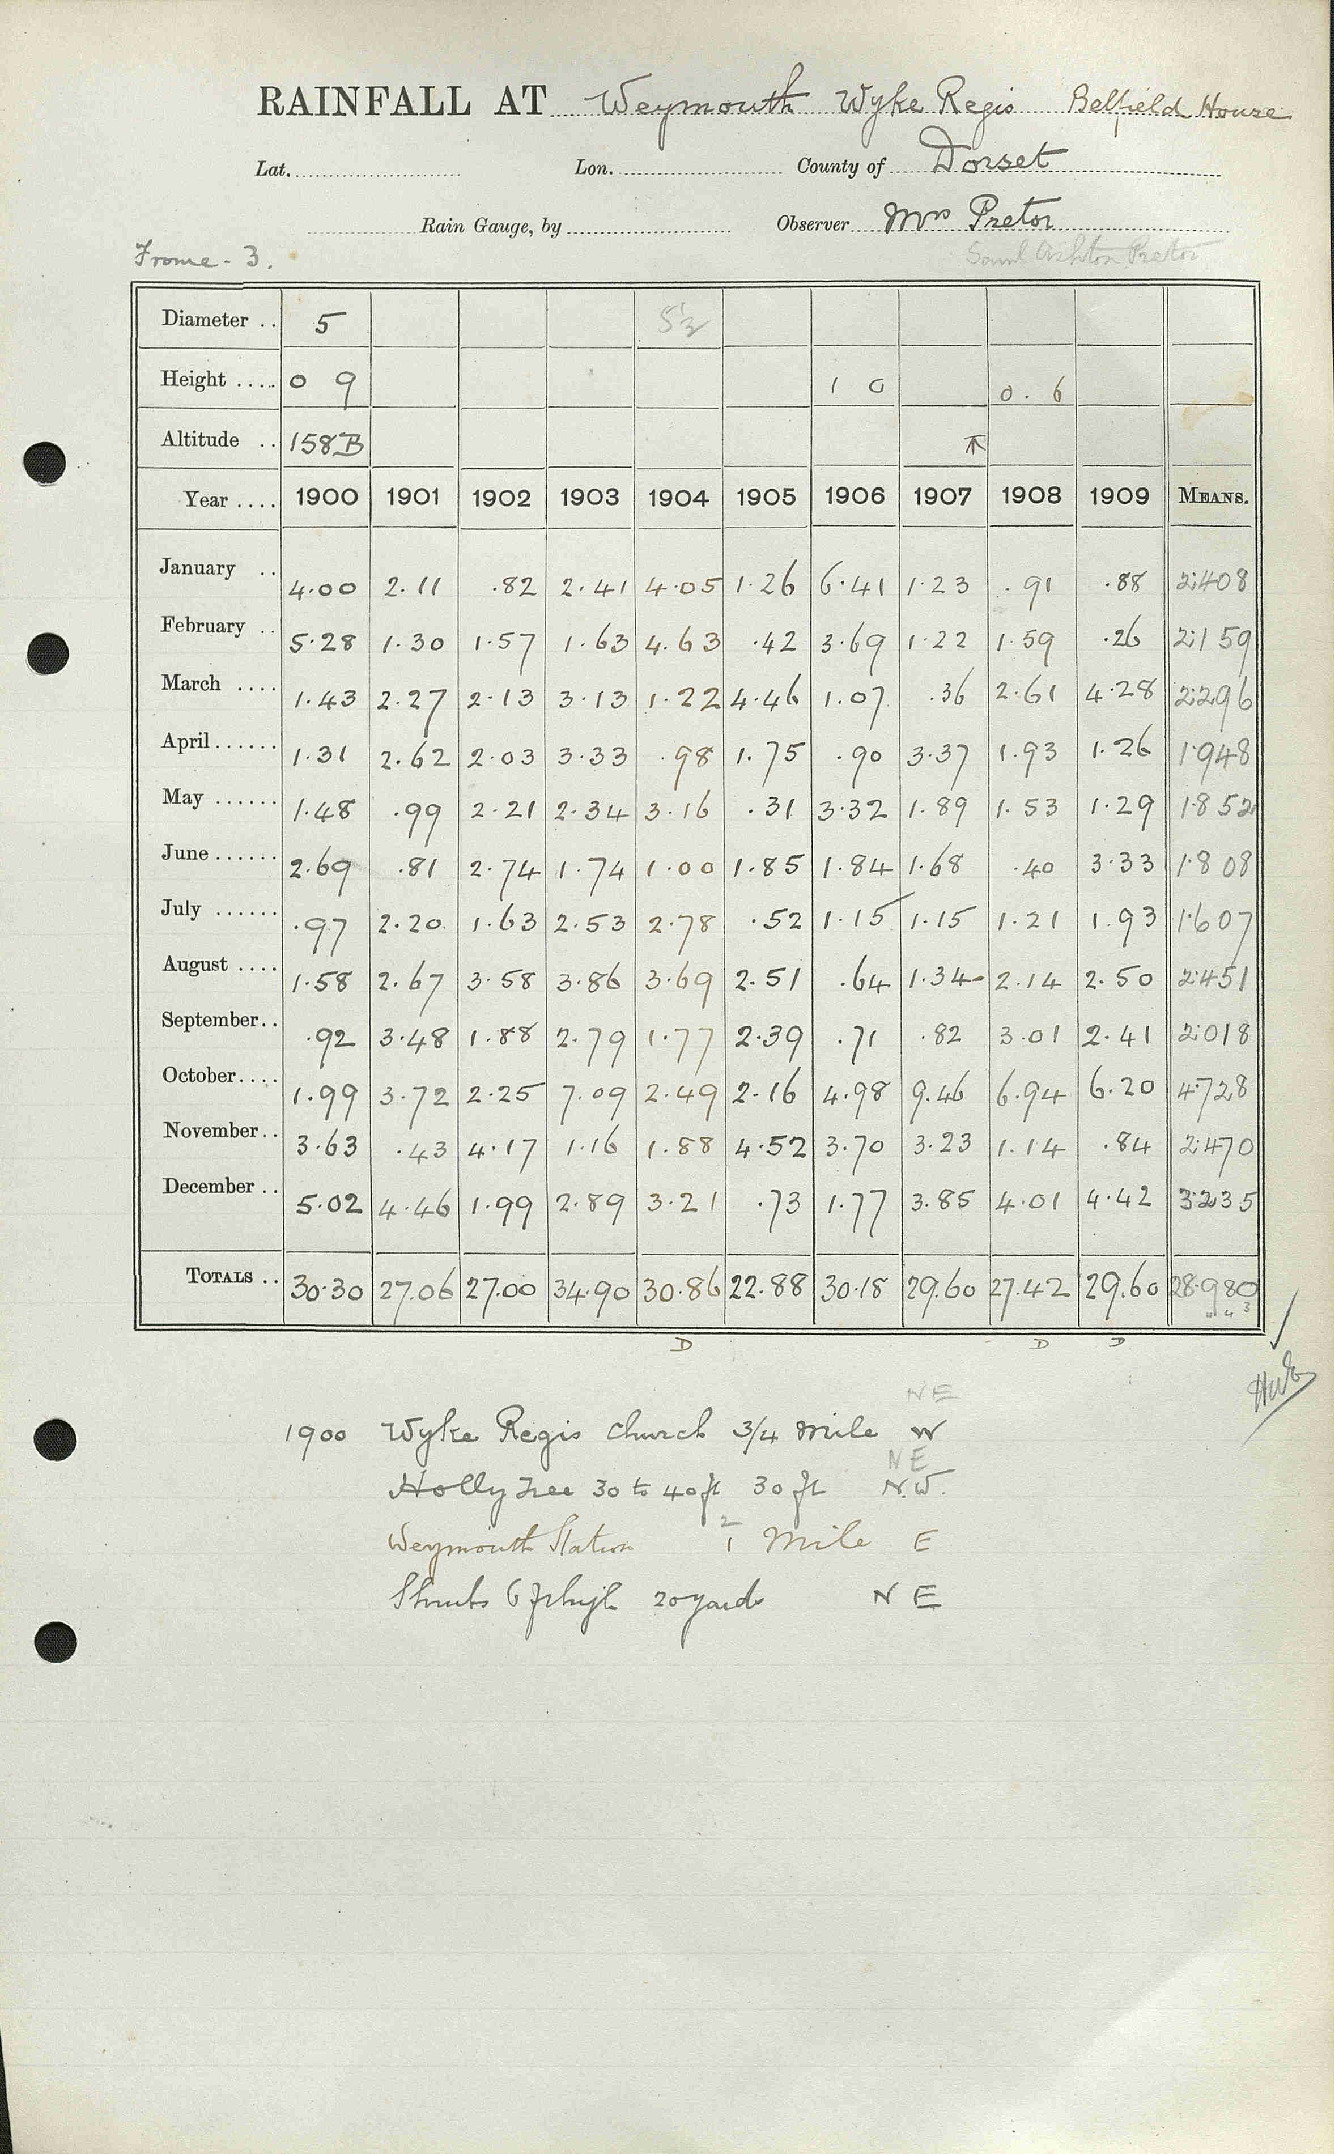 RAINFALL AT Weymouth Wyke Regis Belfield House
Lat. Lon. County of Dorset
Rain Gauge, by Observer Mrs Pretor
Frome - 3. Saml Ashton Pretor
Diameter .. 5 5½
Height .... 0 9 1 0 0. 6
Altitude .. 158B
Year .... 1900 1901 1902 1903 1904 1905 1906 1907 1908 1909 MEANS.
January .. 4.00 2.11 .82 2.41 4.05 1.26 6.41 1.23 .91 .88 2.408
February .. 5.28 1.30 1.57 1.63 4.63 .42 3.69 1.22 1.59 .26 2.159
March .... 1.43 2.27 2.13 3.13 1.22 4.46 1.07 .36 2.61 4.28 2.296
April...... 1.31 2.62 2.03 3.33 .98 1.75 .90 3.37 1.93 1.26 1.948
May ...... 1.48 .99 2.21 2.34 3.16 .31 3.32 1.89 1.53 1.29 1.852
June...... 2.69 .81 2.74 1.74 1.00 1.85 1.84 1.68 .40 3.33 1.808
July ...... .97 2.20 1.63 2.53 2.78 .52 1.15 1.15 1.21 1.93 1.607
August .... 1.58 2.67 3.58 3.86 3.69 2.51 .64 1.34 2.14 2.50 2.451
September.. .92 3.48 1.88 2.79 1.77 2.39 .71 .82 3.01 2.41 2.018
October.... 1.99 3.72 2.25 7.09 2.49 2.16 4.98 9.46 6.94 6.20 4.728
November.. 3.63 .43 4.17 1.16 1.88 4.52 3.70 3.23 1.14 .84 2.470
December .. 5.02 4.46 1.99 2.89 3.21 .73 1.77 3.85 4.01 4.42 3.235
TOTALS .. 30.30 27.06 27.00 34.90 30.86 22.88 30.18 29.60 27.42 29.60 28.980
D D D
NE
1900 Wyke Regis Church 3/4 mile W
NE
Holly Tree 30 to 40 ft 30 ft N.W.
2
Weymouth Station 1 Mile E
Shrubs 6 ft high 20 yards N E